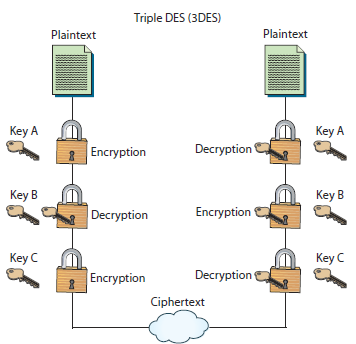 Triple DES (3DES)
Plaintext
Plaintext
Key A
Encryption
Decryption
Key A
Key B
Decryption
Encryption
Key B
Key C
Encryption
Decryption
Key C
Ciphertext